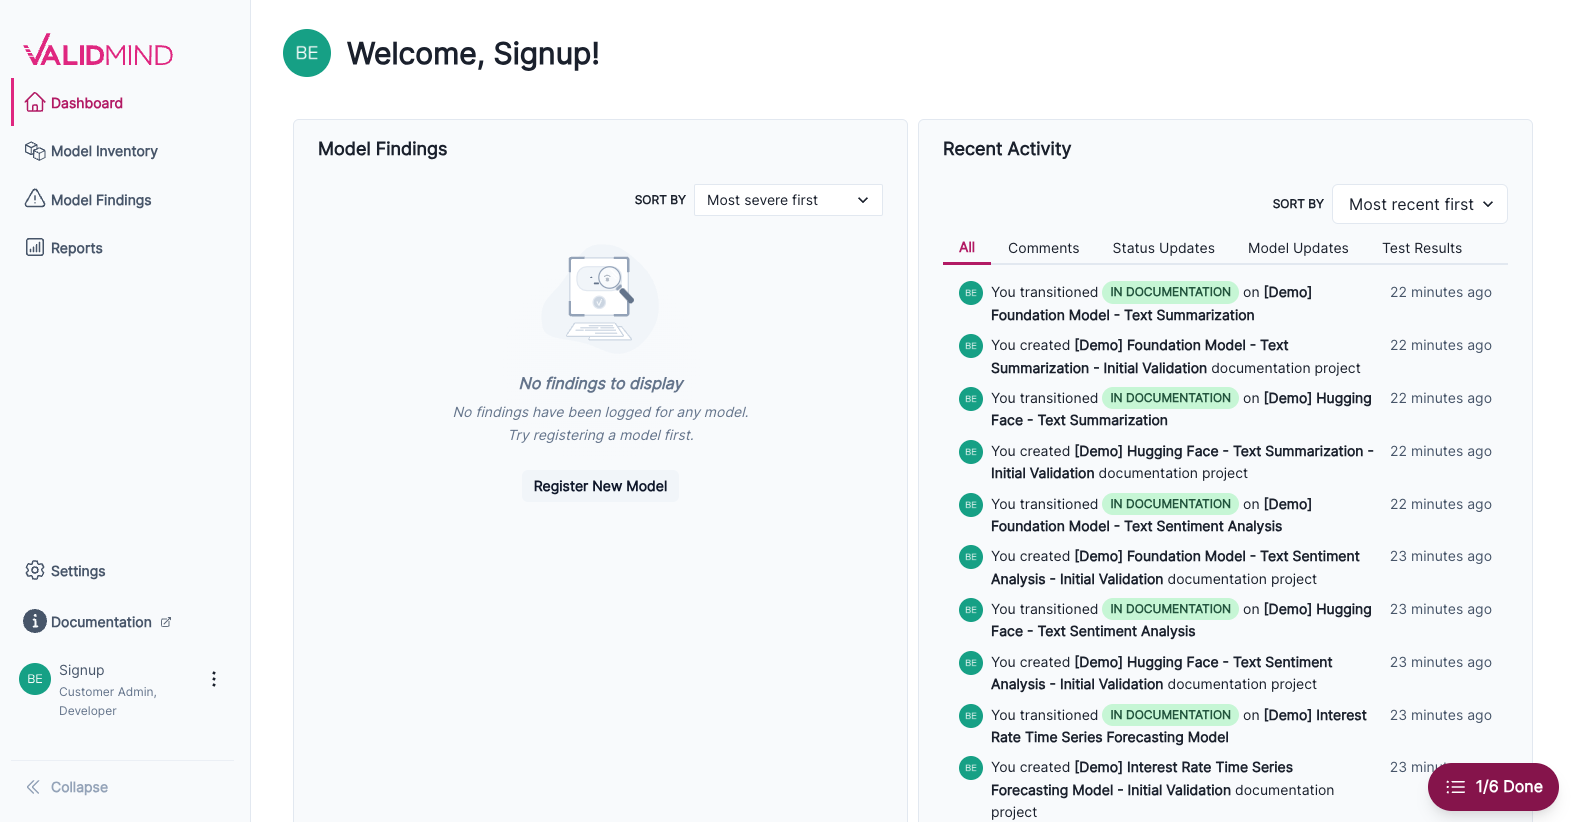 VALIDMIND
Dashboard
Model Inventory
Model Findings
Reports
Settings
Documentation
BE
Signup
Customer Admin,
Developer
Collapse
BE
Welcome, Signup!
Model Findings
SORT BY
Most severe first
No findings to display
No findings have been logged for any model.
Try registering a model first.
Register New Model
Recent Activity
SORT BY
Most recent first
All Comments Status Updates Model Updates Test Results
BE You transitioned IN DOCUMENTATION on [Demo] 22 minutes ago
Foundation Model - Text Summarization
BE You created [Demo] Foundation Model - Text 22 minutes ago
Summarization - Initial Validation documentation project
BE You transitioned IN DOCUMENTATION on [Demo] Hugging 22 minutes ago
Face - Text Summarization
BE You created [Demo] Hugging Face - Text Summarization - 22 minutes ago
Initial Validation documentation project
BE You transitioned IN DOCUMENTATION on [Demo] 22 minutes ago
Foundation Model - Text Sentiment Analysis
BE You created [Demo] Foundation Model - Text Sentiment 23 minutes ago
Analysis - Initial Validation documentation project
BE You transitioned IN DOCUMENTATION on [Demo] Hugging 23 minutes ago
Face - Text Sentiment Analysis
BE You created [Demo] Hugging Face - Text Sentiment 23 minutes ago
Analysis - Initial Validation documentation project
BE You transitioned IN DOCUMENTATION on [Demo] Interest 23 minutes ago
Rate Time Series Forecasting Model
BE You created [Demo] Interest Rate Time Series 23
Forecasting Model - Initial Validation documentation
project
1/6 Done